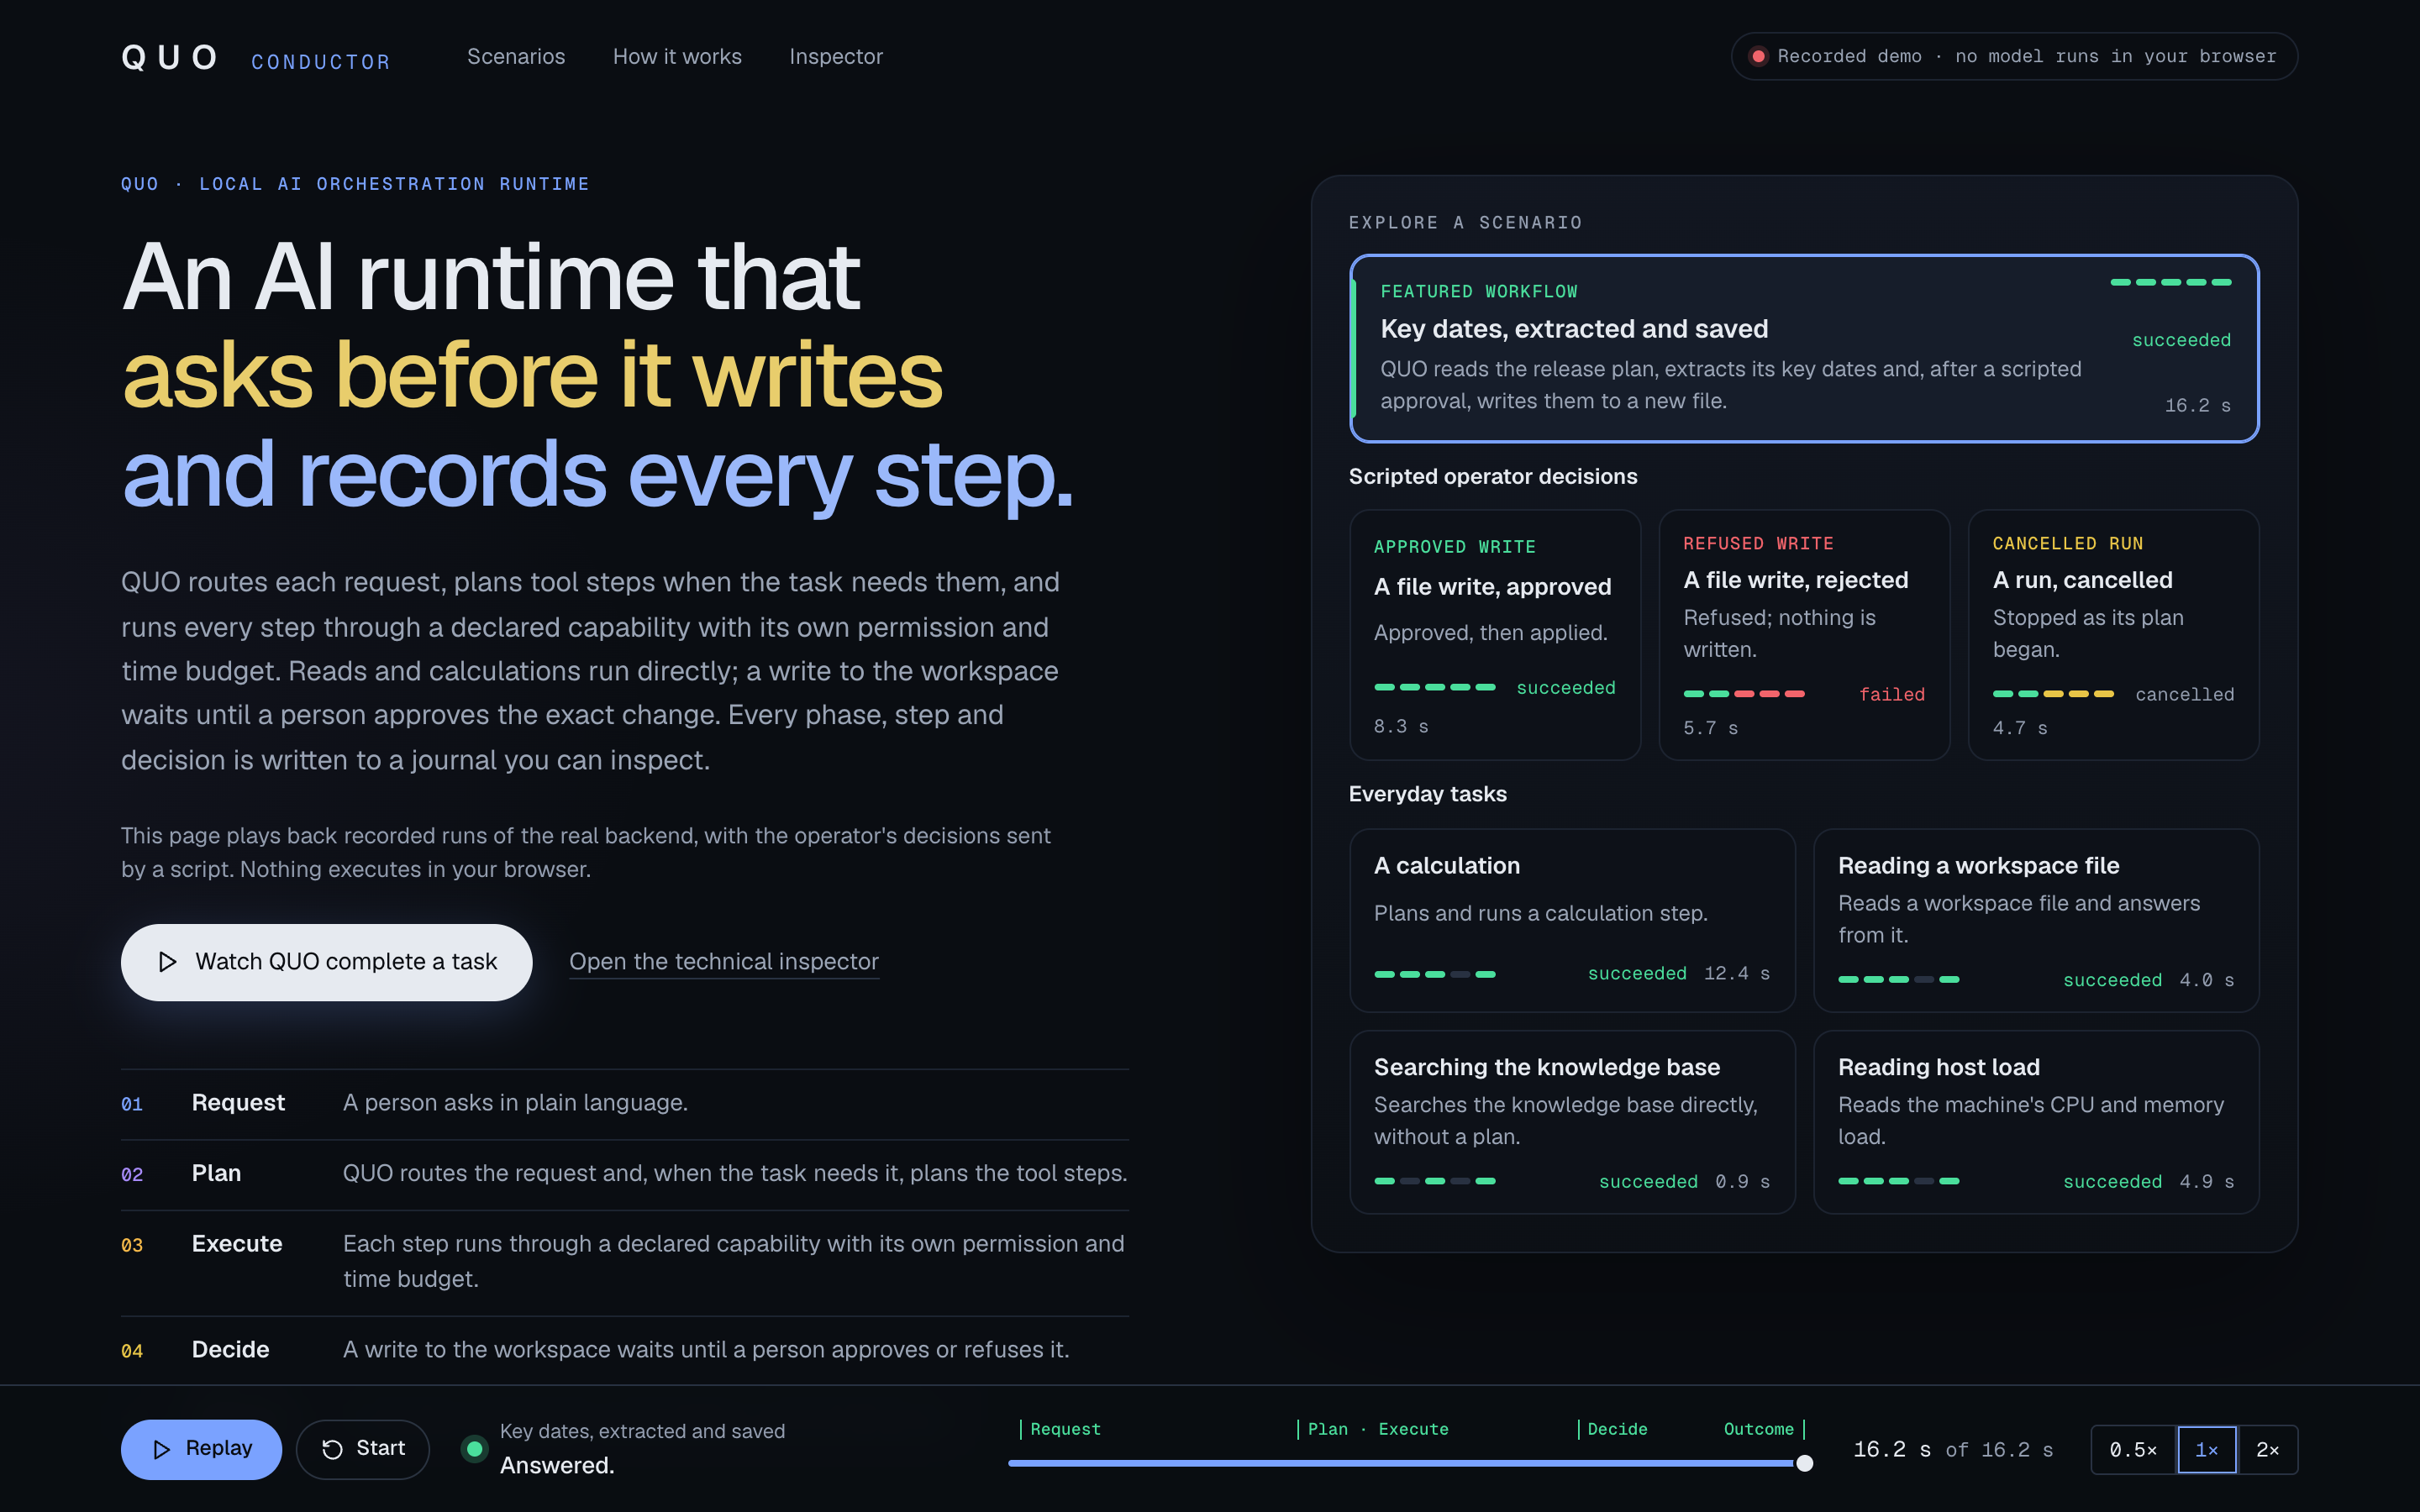 QUO CONDUCTOR Scenarios How it works Inspector Recorded demo · no model runs in your browser
QUO · LOCAL AI ORCHESTRATION RUNTIME
An AI runtime that
asks before it writes
and records every step.
QUO routes each request, plans tool steps when the task needs them, and
runs every step through a declared capability with its own permission and
time budget. Reads and calculations run directly; a write to the workspace
waits until a person approves the exact change. Every phase, step and
decision is written to a journal you can inspect.
This page plays back recorded runs of the real backend, with the operator's decisions sent
by a script. Nothing executes in your browser.
Watch QUO complete a task Open the technical inspector
01 Request A person asks in plain language.
02 Plan QUO routes the request and, when the task needs it, plans the tool steps.
03 Execute Each step runs through a declared capability with its own permission and
time budget.
04 Decide A write to the workspace waits until a person approves or refuses it.
EXPLORE A SCENARIO
FEATURED WORKFLOW
Key dates, extracted and saved
succeeded
QUO reads the release plan, extracts its key dates and, after a scripted
approval, writes them to a new file.
16.2 s
Scripted operator decisions
APPROVED WRITE
A file write, approved
Approved, then applied.
succeeded
8.3 s
REFUSED WRITE
A file write, rejected
Refused; nothing is
written.
failed
5.7 s
CANCELLED RUN
A run, cancelled
Stopped as its plan
began.
cancelled
4.7 s
Everyday tasks
A calculation
Plans and runs a calculation step.
succeeded 12.4 s
Reading a workspace file
Reads a workspace file and answers
from it.
succeeded 4.0 s
Searching the knowledge base
Searches the knowledge base directly,
without a plan.
succeeded 0.9 s
Reading host load
Reads the machine's CPU and memory
load.
succeeded 4.9 s
Replay Start
Key dates, extracted and saved
Answered.
Request Plan · Execute Decide Outcome
16.2 s of 16.2 s
0.5× 1× 2×